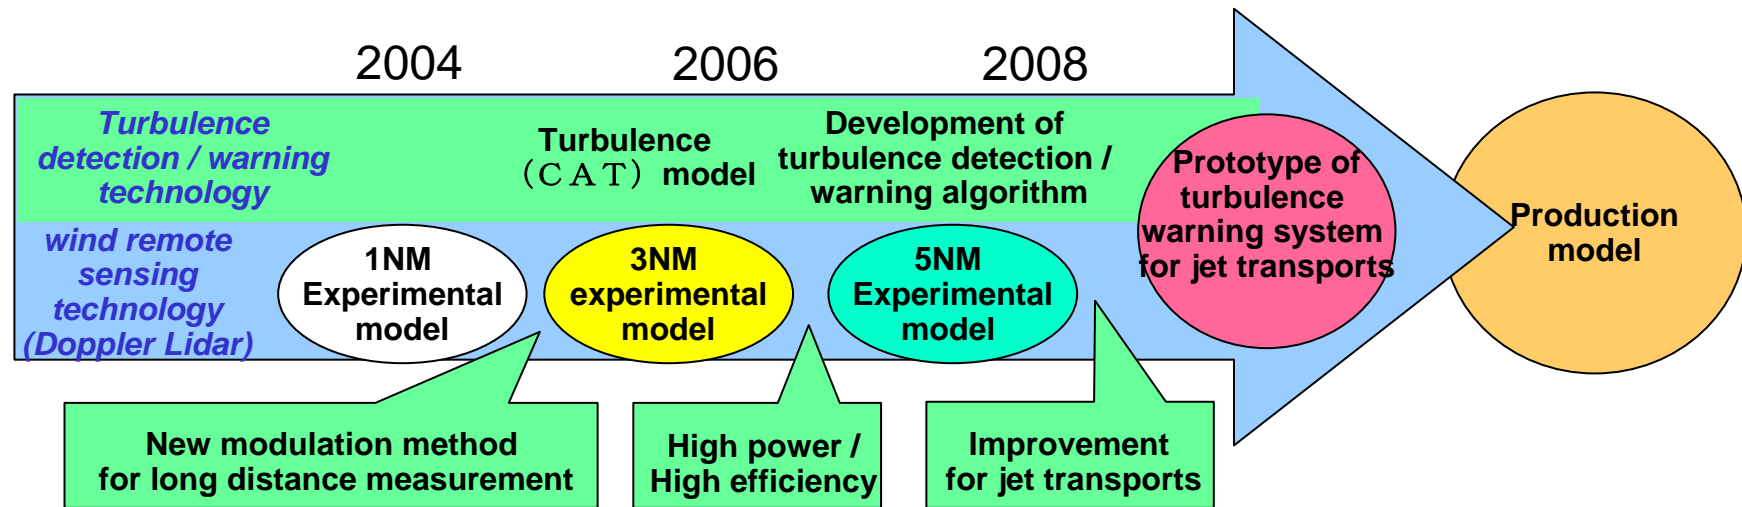 2004
2006
2008
Turbulence
detection / warning
technology
Turbulence
（ＣＡＴ） model
Development of
turbulence detection /
warning algorithm
Prototype of
turbulence
warning system
for jet transports
Production
model
wind remote
sensing
technology
(Doppler Lidar)
1NM
Experimental
model
3NM
experimental
model
5NM
Experimental
model
New modulation method
for long distance measurement
High power /
High efficiency
Improvement
for jet transports